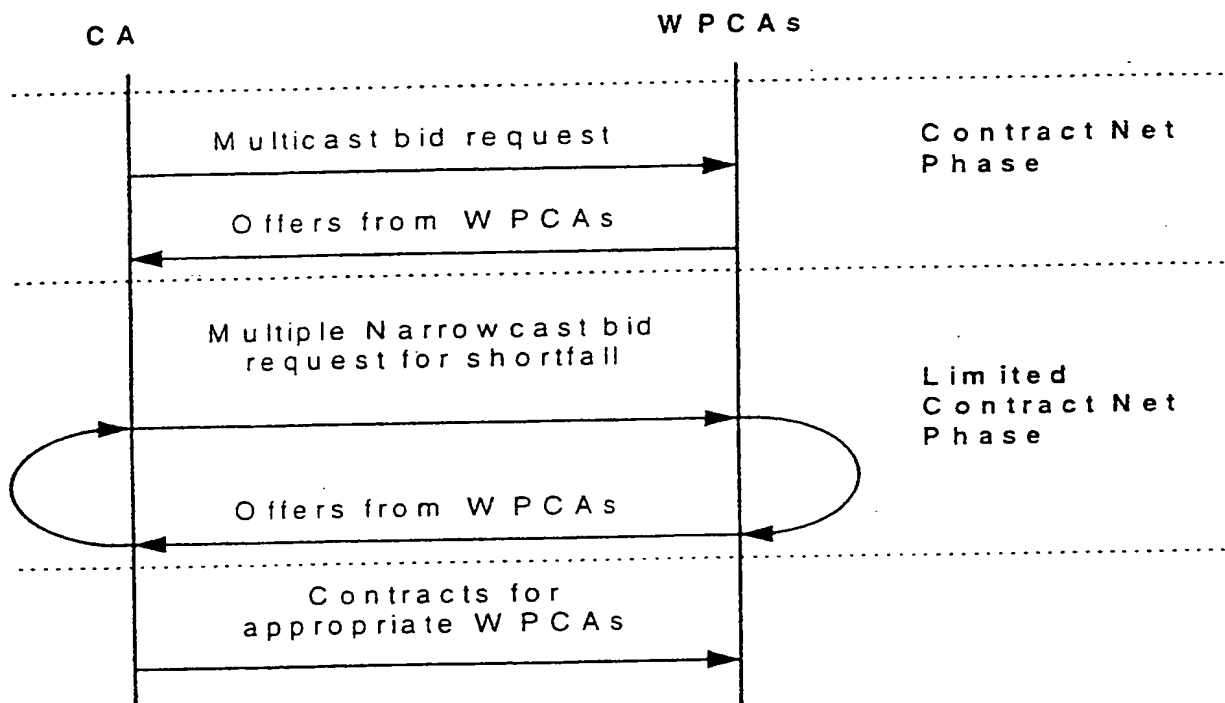 CA
WPCAs
Multicast bid request
Contract Net
Phase
Offers from WPCAs
Multiple Narrowcast bid
request for shortfall
Limited
Contract Net
Phase
Offers from WPCAs
Contracts for
appropriate WPCAs